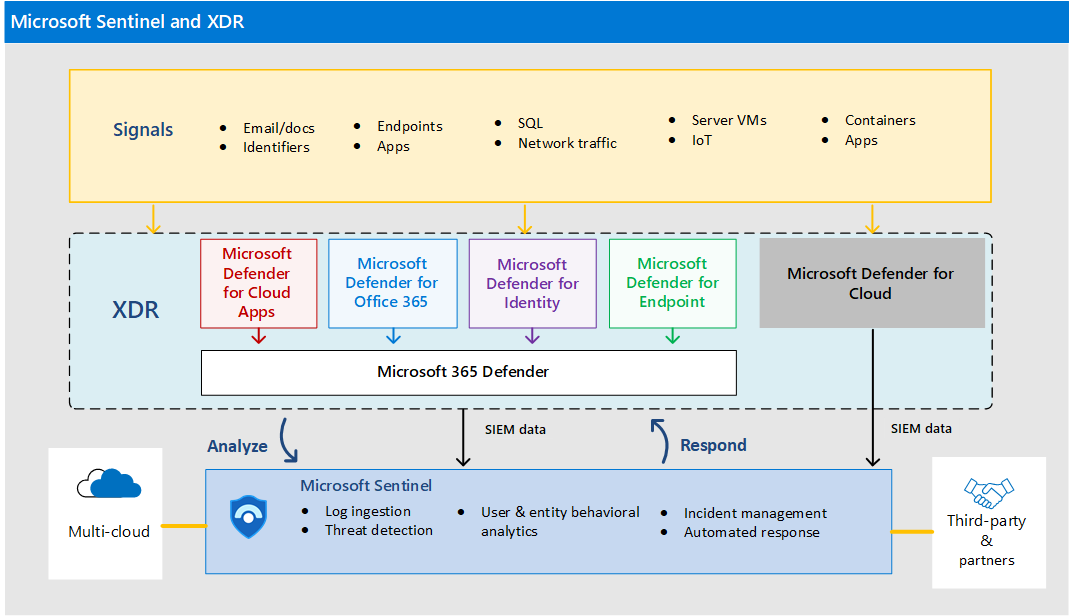 Microsoft Sentinel and XDR
Signals
• Email/docs
• Identifiers
• Endpoints
• Apps
• SQL
• Network traffic
• Server VMs
• IoT
• Containers
• Apps
XDR
Microsoft
Defender
for Cloud
Apps
Microsoft
Defender for
Office 365
Microsoft
Defender for
Identity
Microsoft
Defender for
Endpoint
Microsoft Defender for
Cloud
Microsoft 365 Defender
Analyze
SIEM data
Respond
SIEM data
Multi-cloud
Microsoft Sentinel
• Log ingestion
• Threat detection
• User & entity behavioral
analytics
• Incident management
• Automated response
Third-party
&
partners